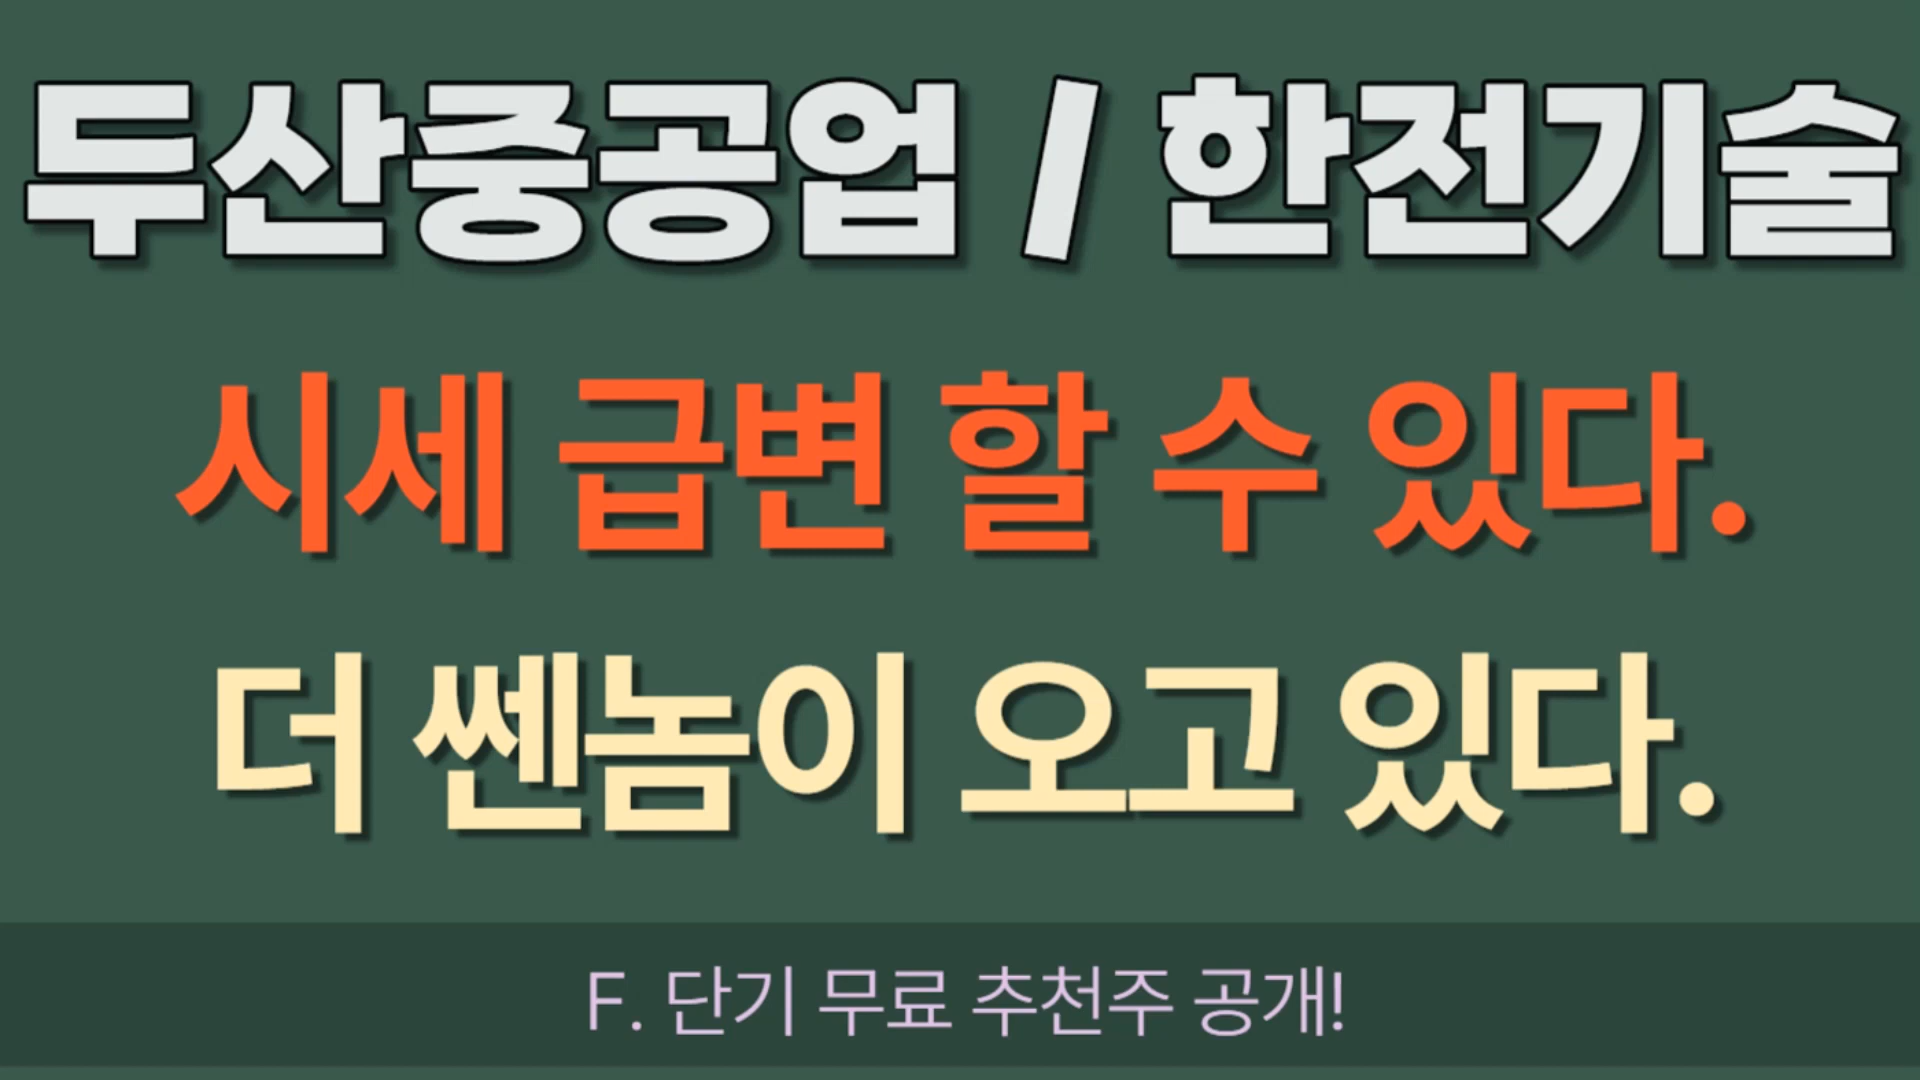 두산중공업 / 한전기술
시세 급변 할 수 있다.
더 쎈놈이 오고 있다.
F. 단기 무료 추천주 공개!